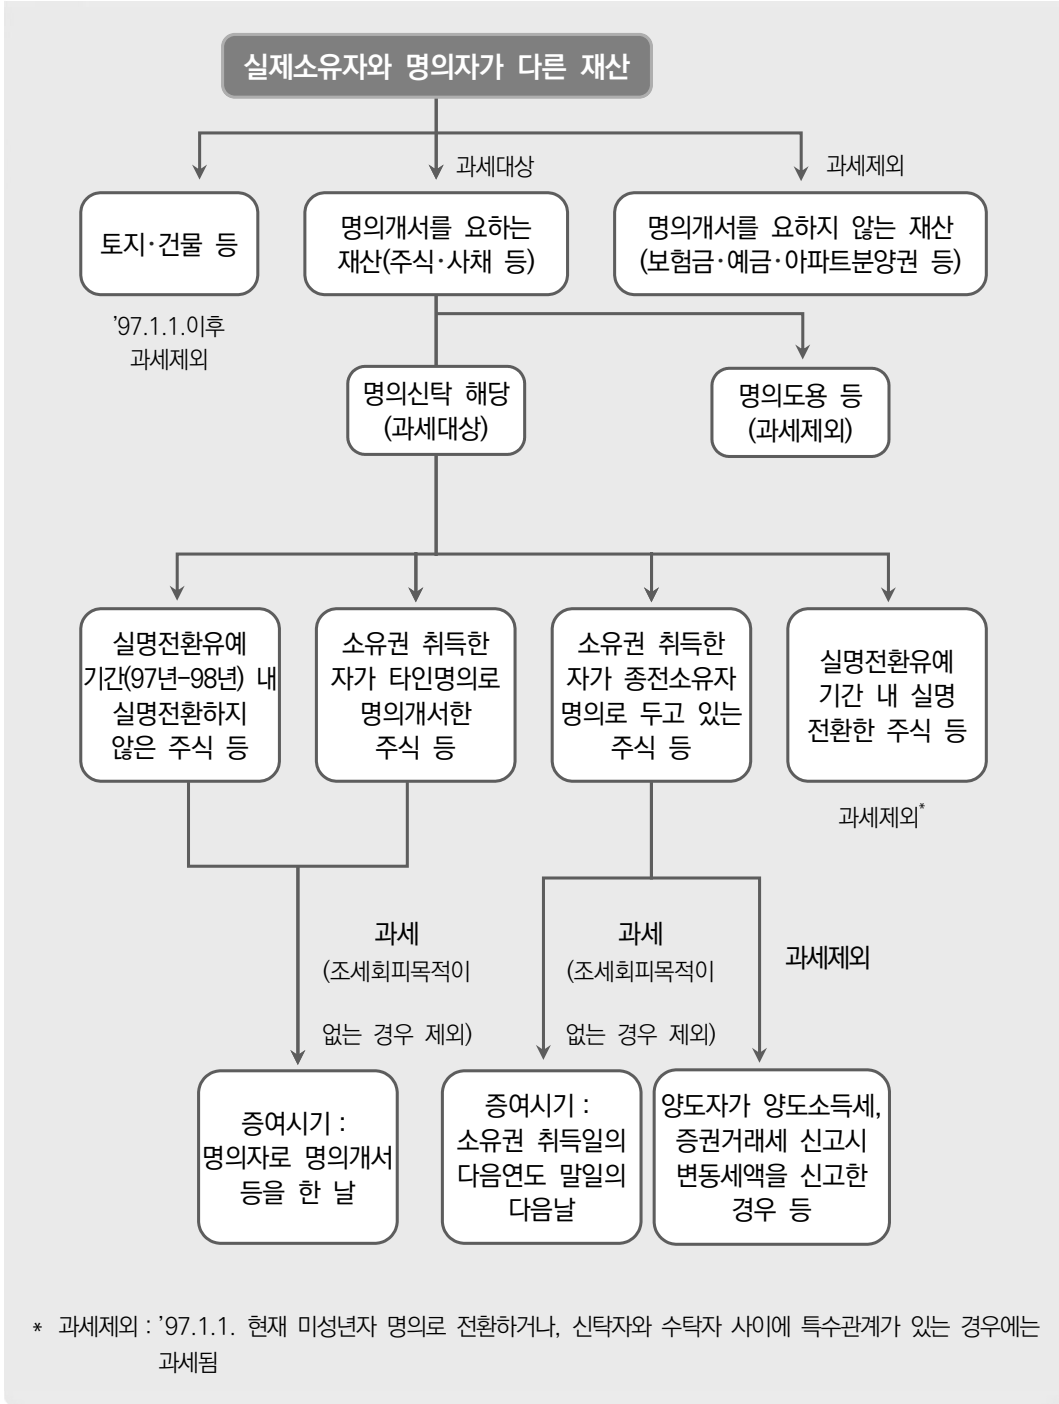 실제소유자와 명의자가 다른 재산
과세대상
과세제외
토지·건물 등
명의개서를 요하는
재산(주식·사채 등)
명의개서를 요하지 않는 재산
(보험금·예금·아파트분양권 등)
’97.1.1.이후
과세제외
명의신탁 해당
(과세대상)
명의도용 등
(과세제외)
실명전환유예
기간(97년-98년) 내
실명전환하지
않은 주식 등
소유권 취득한
자가 타인명의로
명의개서한
주식 등
소유권 취득한
자가 종전소유자
명의로 두고 있는
주식 등
실명전환유예
기간 내 실명
전환한 주식 등
과세제외*
과세
(조세회피목적이
없는 경우 제외)
과세
(조세회피목적이
없는 경우 제외)
과세제외
증여시기 :
명의자로 명의개서
등을 한 날
증여시기 :
소유권 취득일의
다음연도 말일의
다음날
양도자가 양도소득세,
증권거래세 신고시
변동세액을 신고한
경우 등
* 과세제외 : ’97.1.1. 현재 미성년자 명의로 전환하거나, 신탁자와 수탁자 사이에 특수관계가 있는 경우에는
과세됨